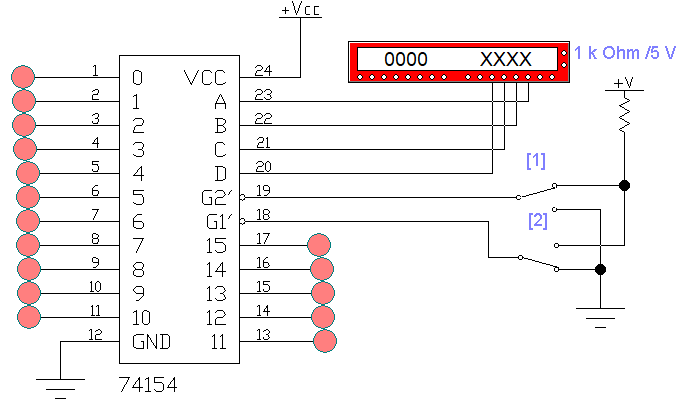 +Vcc
0000 XXXX
1 k Ohm /5 V
+V
1 0 VCC 24
2 1 A 23
3 2 B 22
4 3 C 21
5 4 D 20
6 5 G2' 19
[1]
7 6 G1' 18
[2]
8 7 15 17
9 8 14 16
10 9 13 15
11 10 12 14
12 GND 11 13
74154